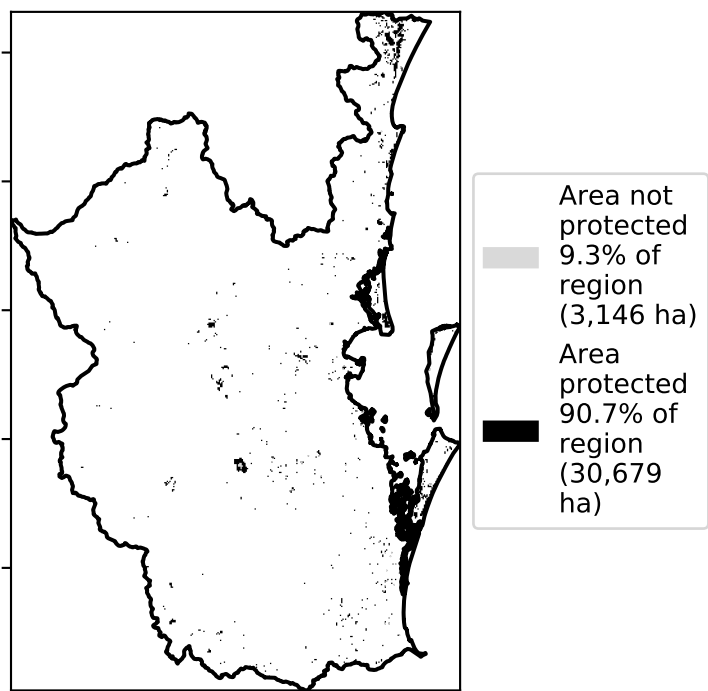 Area not
protected
9.3% of
region
(3,146 ha)
Area
protected
90.7% of
region
(30,679
ha)